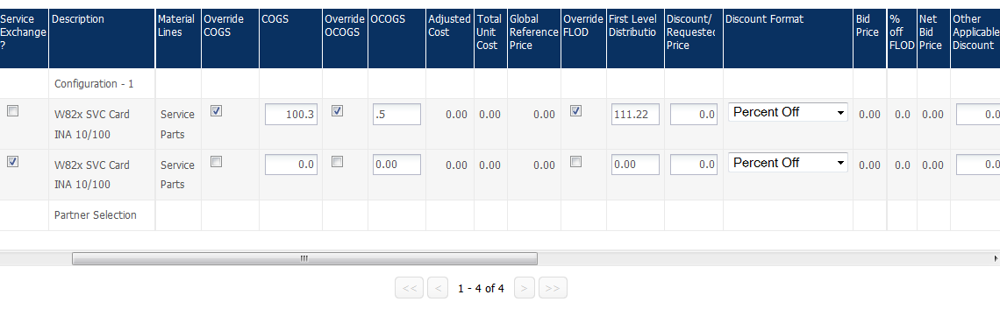 Service Exchange ? Description Material Lines Override COGS COGS Override OCOGS OCOGS Adjusted Cost Total Unit Cost Global Reference Price Override FLOD First Level Distributio Discount/ Requested Price Discount Format Bid Price % off FLOD Net Bid Price Other Applicable Discount
Configuration - 1
W82x SVC Card INA 10/100 Service Parts 100.3 .5 0.00 0.00 0.00 111.22 0.0 Percent Off 0.00 0.0 0.00 0.0
W82x SVC Card INA 10/100 Service Parts 0.0 0.00 0.00 0.00 0.00 0.00 0.0 Percent Off 0.00 0.0 0.00 0.0
Partner Selection
<< < 1 - 4 of 4 > >>